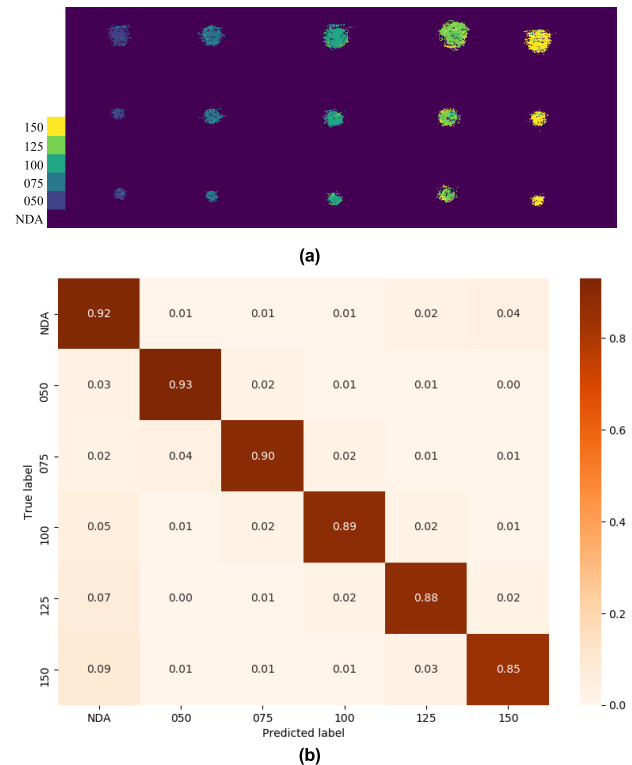 150
125
100
075
050
NDA
(a)
NDA 0.92 0.01 0.01 0.01 0.02 0.04
050 0.03 0.93 0.02 0.01 0.01 0.00
075 0.02 0.04 0.90 0.02 0.01 0.01
100 0.05 0.01 0.02 0.89 0.02 0.01
125 0.07 0.00 0.01 0.02 0.88 0.02
150 0.09 0.01 0.01 0.01 0.03 0.85
True label
NDA 050 075 100 125 150
Predicted label
0.8
0.6
0.4
0.2
0.0
(b)